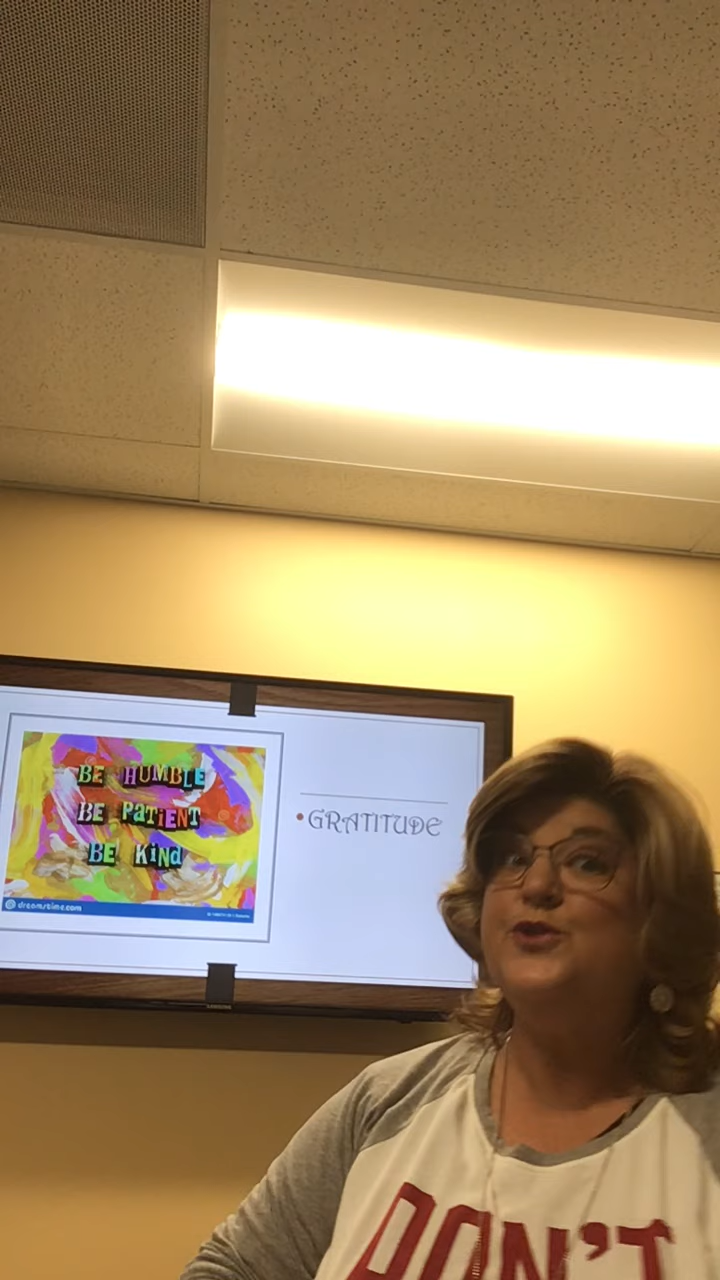 BE HUMBLE
BE PATiENT
BE KiNd
dreamstime.com
• GRATITUDE
DON'T